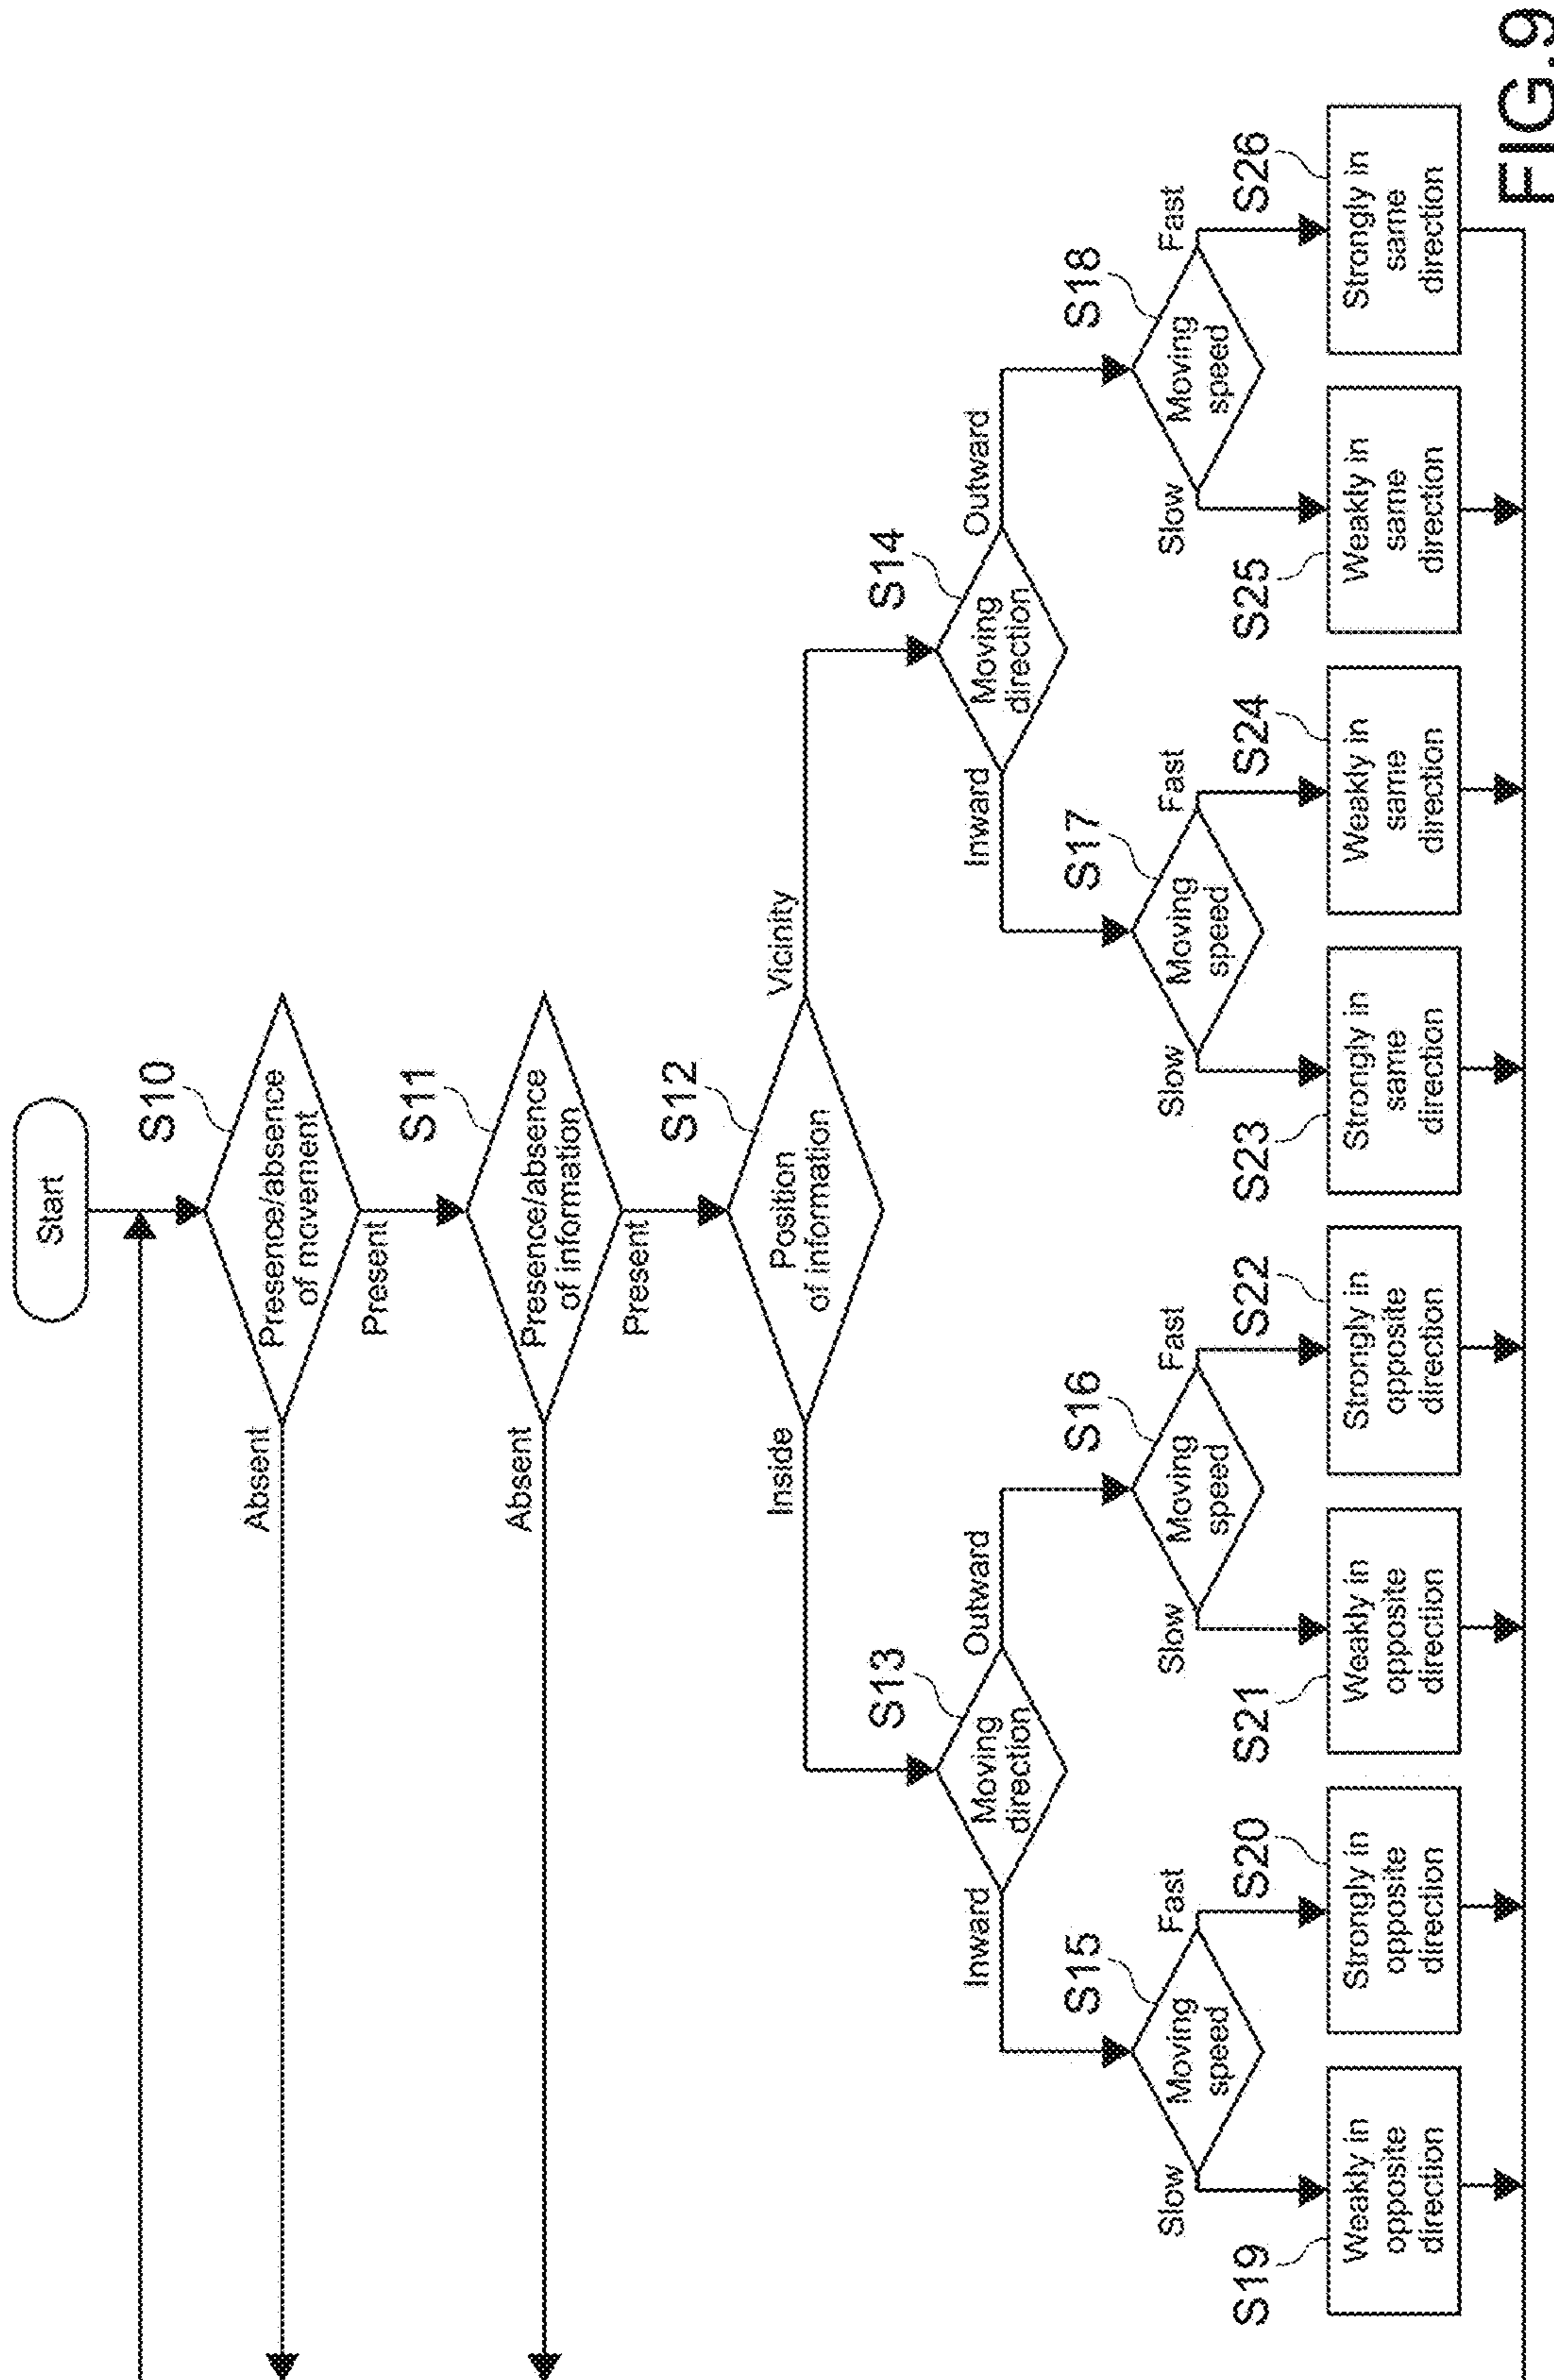 Start
S10
Presence/absence
of movement
Absent
Present
S11
Presence/absence
of information
Absent
Present
S12
Position
of information
Inside
Vicinity
S13
Moving
direction
Inward
Outward
S14
Moving
direction
Inward
Outward
S15
Moving
speed
Slow
Fast
S16
Moving
speed
Slow
Fast
S17
Moving
speed
Slow
Fast
S18
Moving
speed
Slow
Fast
S19
Weakly in
opposite
direction
S20
Strongly in
opposite
direction
S21
Weakly in
opposite
direction
S22
Strongly in
opposite
direction
S23
Strongly in
same
direction
S24
Weakly in
same
direction
S25
Weakly in
same
direction
S26
Strongly in
same
direction
FIG.9